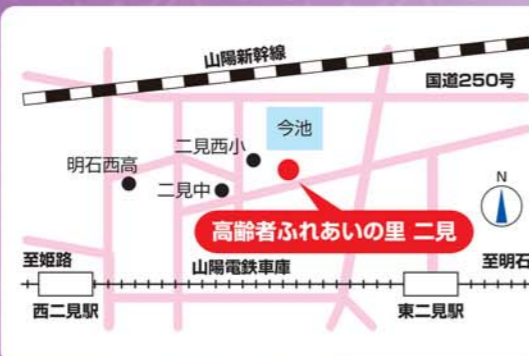 山陽新幹線
国道250号
今池
二見西小
明石西高
二見中
N
高齢者ふれあいの里 二見
至姫路
山陽電鉄車庫
至明石
西二見駅
東二見駅